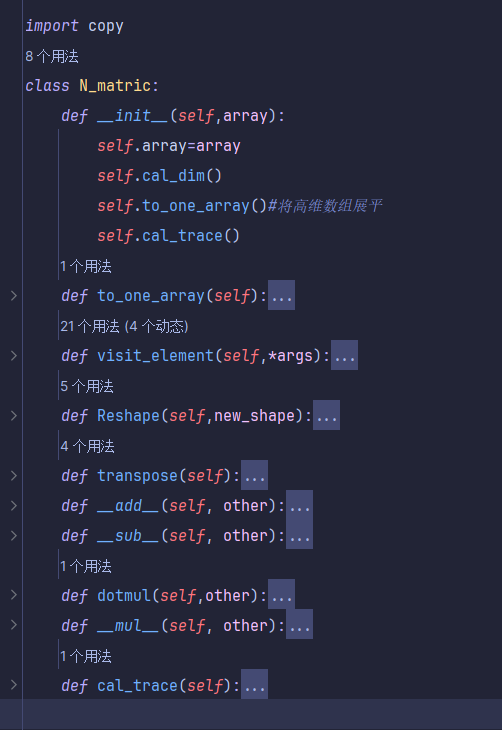 import copy
8 个用法
class N_matric:
def __init__(self,array):
self.array=array
self.cal_dim()
self.to_one_array()#将高维数组展平
self.cal_trace()
1 个用法
def to_one_array(self):...
21 个用法 (4 个动态)
def visit_element(self,*args):...
5 个用法
def Reshape(self,new_shape):...
4 个用法
def transpose(self):...
def __add__(self, other):...
def __sub__(self, other):...
1 个用法
def dotmul(self,other):...
def __mul__(self, other):...
1 个用法
def cal_trace(self):...